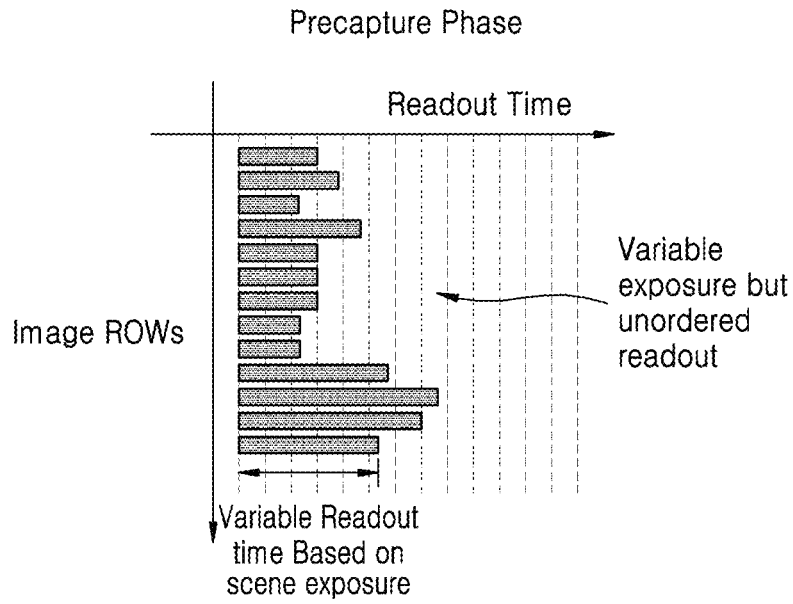 Precapture Phase
Readout Time
Variable
exposure but
unordered
readout
Image ROWs
Variable Readout
time Based on
scene exposure